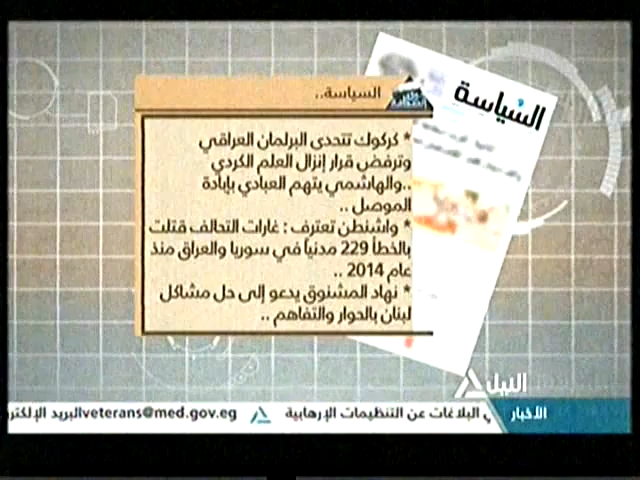 السياسة
السياسة..
* كركوك تتحدى البرلمان العراقي
وترفض قرار إنزال العلم الكردي
..والهاشمي يتهم العبادي بإبادة
الموصل ..
* واشنطن تعترف : غارات التحالف قتلت
بالخطأ 229 مدنياً في سوريا والعراق منذ
عام 2014 ..
* نهاد المشنوق يدعو إلى حل مشاكل
لبنان بالحوار والتفاهم ..
النيل
الأخبار
ي البلاغات عن التنظيمات الإرهابية
veterans@med.gov.eg البريد الإلكترو